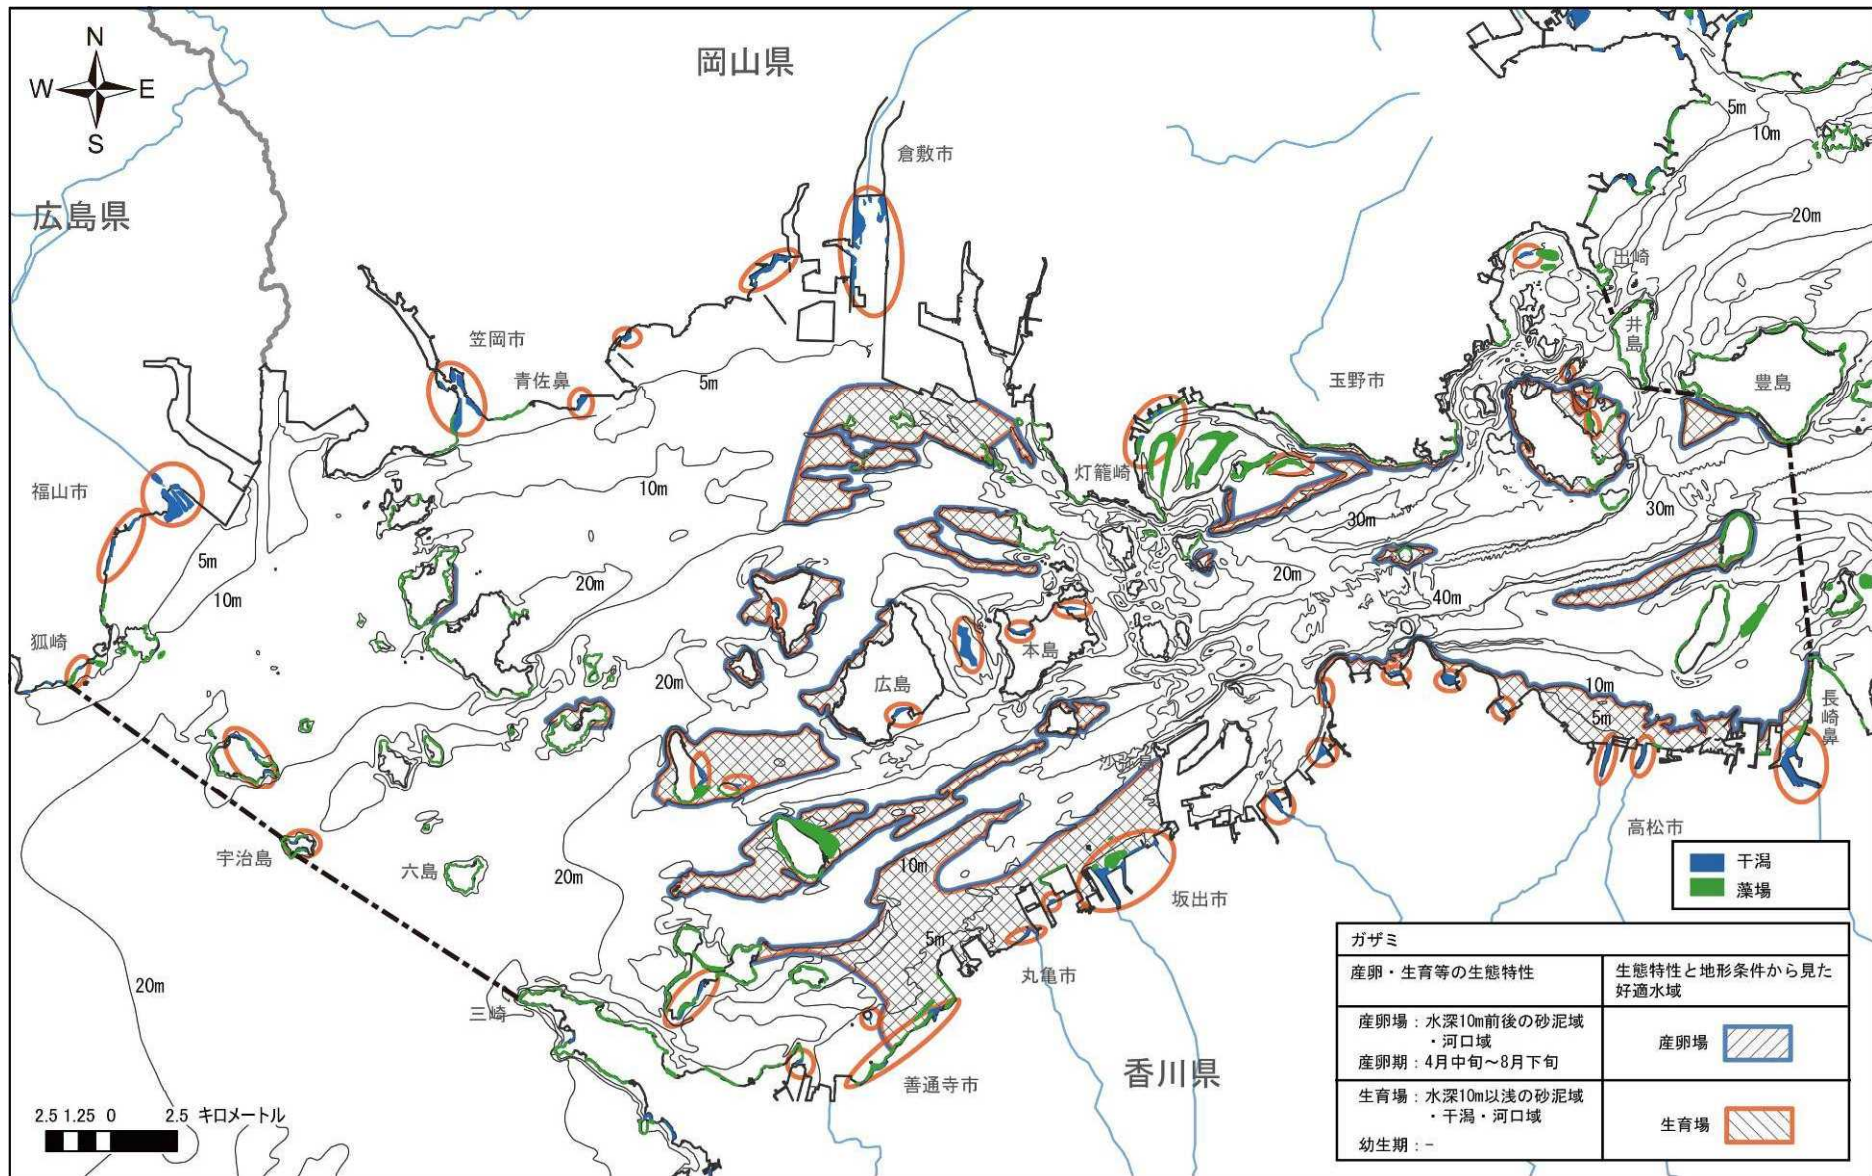 N
W E
S
岡山県
広島県
倉敷市
笠岡市
青佐鼻
福山市
狐崎
宇治島
六島
三崎
玉野市
灯籠崎
出崎
井島
豊島
本島
広島
沙弥島
長崎鼻
高松市
坂出市
丸亀市
善通寺市
香川県
5m
10m
20m
5m
10m
5m
10m
20m
20m
20m
20m
10m
5m
30m
30m
20m
40m
10m
5m
2.5 1.25 0 2.5 キロメートル
干潟
藻場
ガザミ
産卵・生育等の生態特性
生態特性と地形条件から見た
好適水域
産卵場：水深10m前後の砂泥域
・河口域
産卵期：4月中旬～8月下旬
産卵場
生育場：水深10m以浅の砂泥域
・干潟・河口域
幼生期：-
生育場